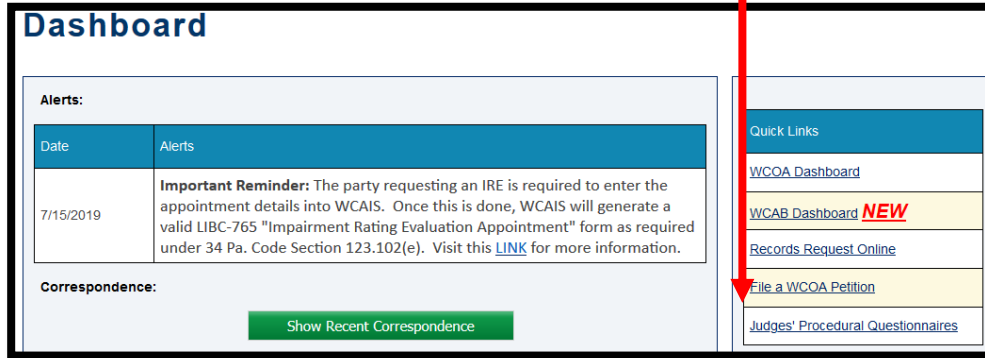 Dashboard
Alerts:
Date Alerts
7/15/2019
Important Reminder: The party requesting an IRE is required to enter the
appointment details into WCAIS. Once this is done, WCAIS will generate a
valid LIBC-765 "Impairment Rating Evaluation Appointment" form as required
under 34 Pa. Code Section 123.102(e). Visit this LINK for more information.
Correspondence:
Show Recent Correspondence
Quick Links
WCOA Dashboard
WCAB Dashboard NEW
Records Request Online
File a WCOA Petition
Judges' Procedural Questionnaires